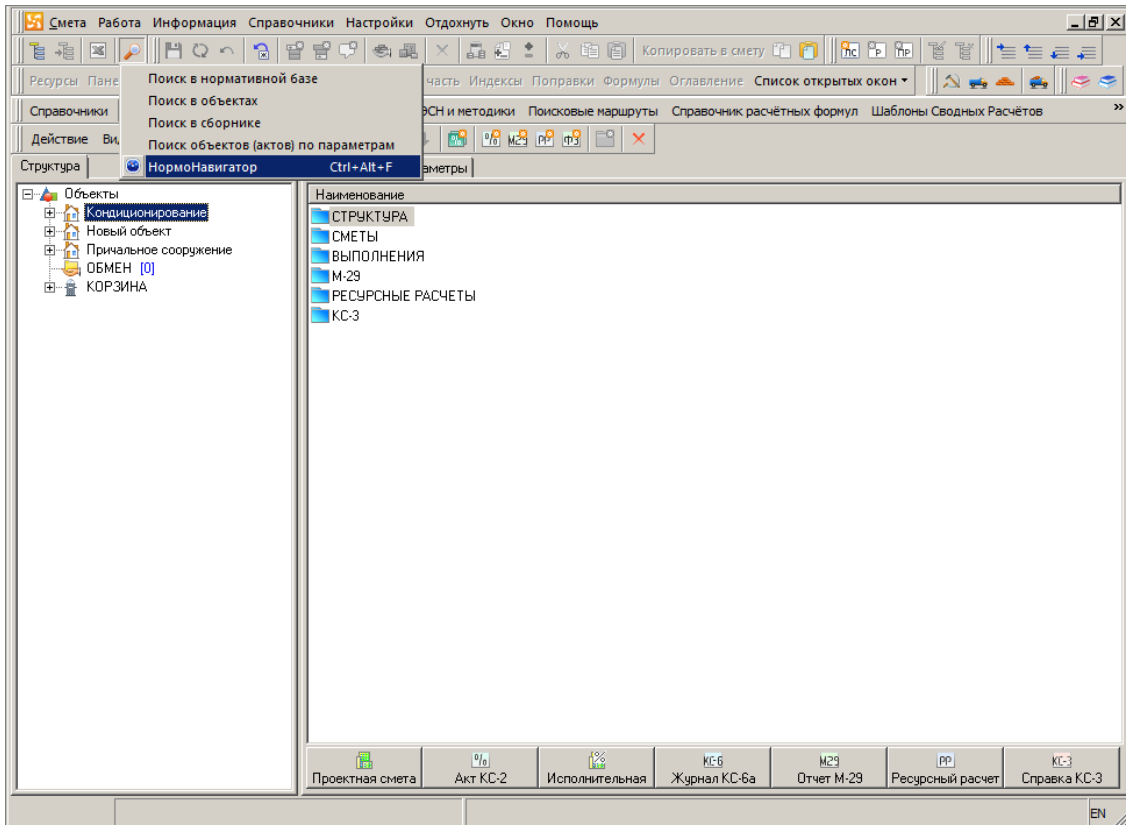 Смета Работа Информация Справочники Настройки Отдохнуть Окно Помощь
Копировать в смету
Ресурсы Пане часть Индексы Поправки Формулы Оглавление Список открытых окон
Справочники ЭСН и методики Поисковые маршруты Справочник расчётных формул Шаблоны Сводных Расчётов »
Действие Ви
Поиск в нормативной базе
Поиск в объектах
Поиск в сборнике
Поиск объектов (актов) по параметрам
НормоНавигатор Ctrl+Alt+F
Структура аметры
Объекты
Кондиционирование
Новый объект
Причальное сооружение
ОБМЕН [0]
КОРЗИНА
Наименование
СТРУКТУРА
СМЕТЫ
ВЫПОЛНЕНИЯ
М-29
РЕСУРСНЫЕ РАСЧЕТЫ
КС-3
% КС-6 М29 РР КС-3
Проектная смета Акт КС-2 Исполнительная Журнал КС-6а Отчет М-29 Ресурсный расчет Справка КС-3
EN